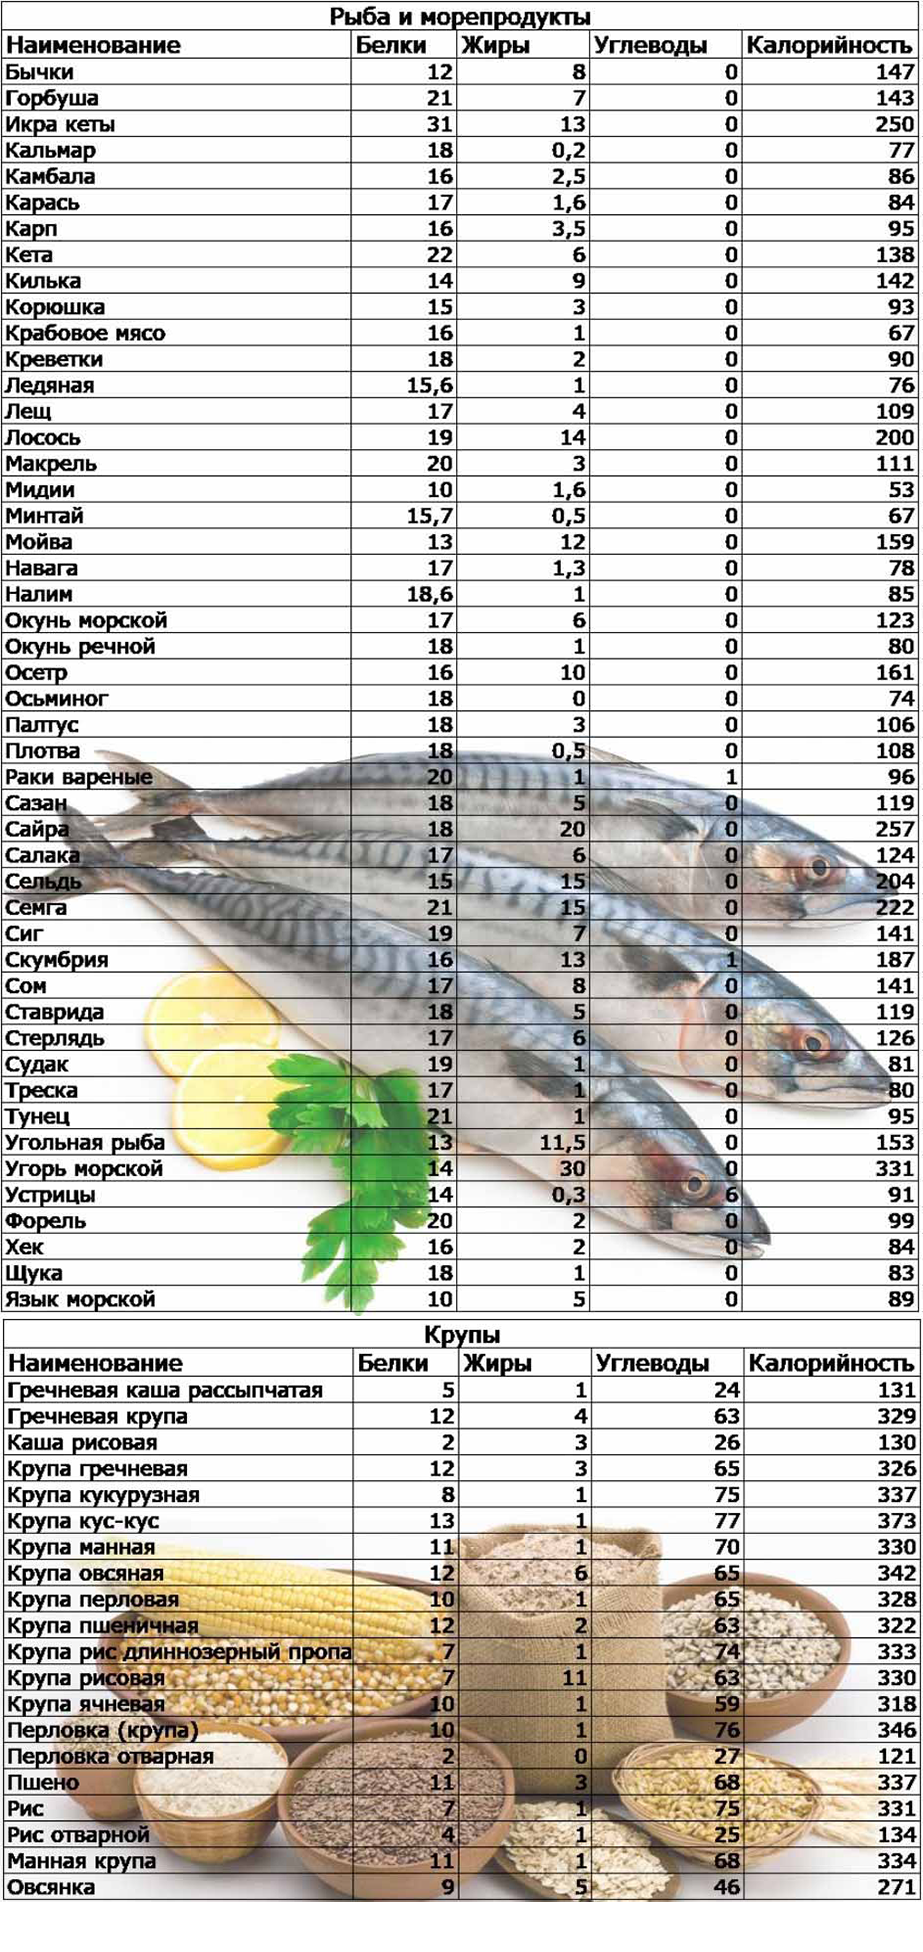 Рыба и морепродукты
Наименование Белки Жиры Углеводы Калорийность
Бычки 12 8 0 147
Горбуша 21 7 0 143
Икра кеты 31 13 0 250
Кальмар 18 0,2 0 77
Камбала 16 2,5 0 86
Карась 17 1,6 0 84
Карп 16 3,5 0 95
Кета 22 6 0 138
Килька 14 9 0 142
Корюшка 15 3 0 93
Крабовое мясо 16 1 0 67
Креветки 18 2 0 90
Ледяная 15,6 1 0 76
Лещ 17 4 0 109
Лосось 19 14 0 200
Макрель 20 3 0 111
Мидии 10 1,6 0 53
Минтай 15,7 0,5 0 67
Мойва 13 12 0 159
Навага 17 1,3 0 78
Налим 18,6 1 0 85
Окунь морской 17 6 0 123
Окунь речной 18 1 0 80
Осетр 16 10 0 161
Осьминог 18 0 0 74
Палтус 18 3 0 106
Плотва 18 0,5 0 108
Раки вареные 20 1 1 96
Сазан 18 5 0 119
Сайра 18 20 0 257
Салака 17 6 0 124
Сельдь 15 15 0 204
Семга 21 15 0 222
Сиг 19 7 0 141
Скумбрия 16 13 1 187
Сом 17 8 0 141
Ставрида 18 5 0 119
Стерлядь 17 6 0 126
Судак 19 1 0 81
Треска 17 1 0 80
Тунец 21 1 0 95
Угольная рыба 13 11,5 0 153
Угорь морской 14 30 0 331
Устрицы 14 0,3 6 91
Форель 20 2 0 99
Хек 16 2 0 84
Щука 18 1 0 83
Язык морской 10 5 0 89
Крупы
Наименование Белки Жиры Углеводы Калорийность
Гречневая каша рассыпчатая 5 1 24 131
Гречневая крупа 12 4 63 329
Каша рисовая 2 3 26 130
Крупа гречневая 12 3 65 326
Крупа кукурузная 8 1 75 337
Крупа кус-кус 13 1 77 373
Крупа манная 11 1 70 330
Крупа овсяная 12 6 65 342
Крупа перловая 10 1 65 328
Крупа пшеничная 12 2 63 322
Крупа рис длиннозерный пропа 7 1 74 333
Крупа рисовая 7 11 63 330
Крупа ячневая 10 1 59 318
Перловка (крупа) 10 1 76 346
Перловка отварная 2 0 27 121
Пшено 11 3 68 337
Рис 7 1 75 331
Рис отварной 4 1 25 134
Манная крупа 11 1 68 334
Овсянка 9 5 46 271